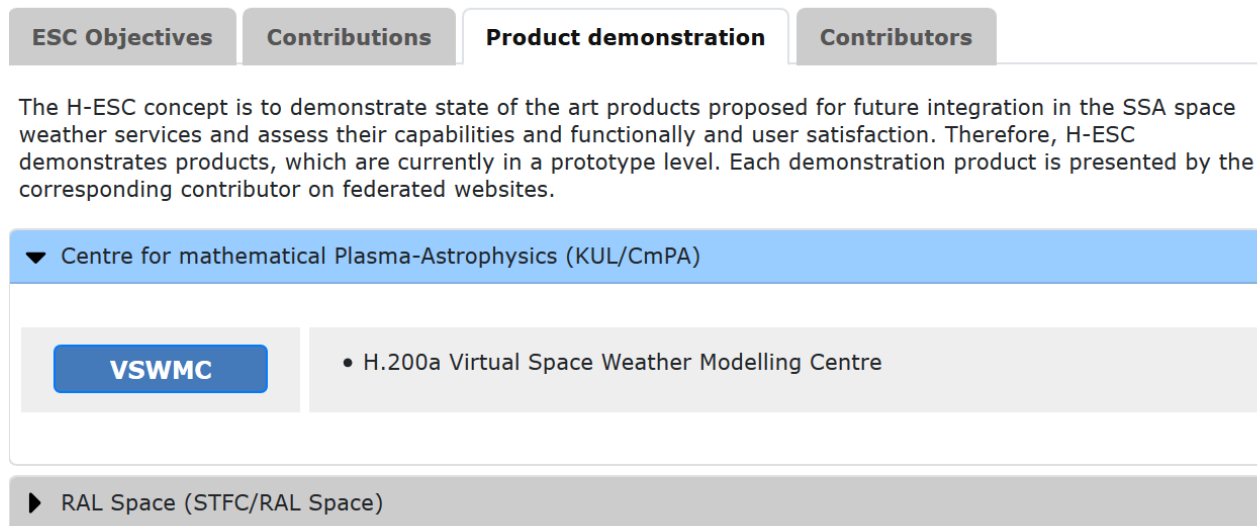 ESC Objectives
Contributions
Product demonstration
Contributors
The H-ESC concept is to demonstrate state of the art products proposed for future integration in the SSA space
weather services and assess their capabilities and functionally and user satisfaction. Therefore, H-ESC
demonstrates products, which are currently in a prototype level. Each demonstration product is presented by the
corresponding contributor on federated websites.
Centre for mathematical Plasma-Astrophysics (KUL/CmPA)
VSWMC
• H.200a Virtual Space Weather Modelling Centre
RAL Space (STFC/RAL Space)